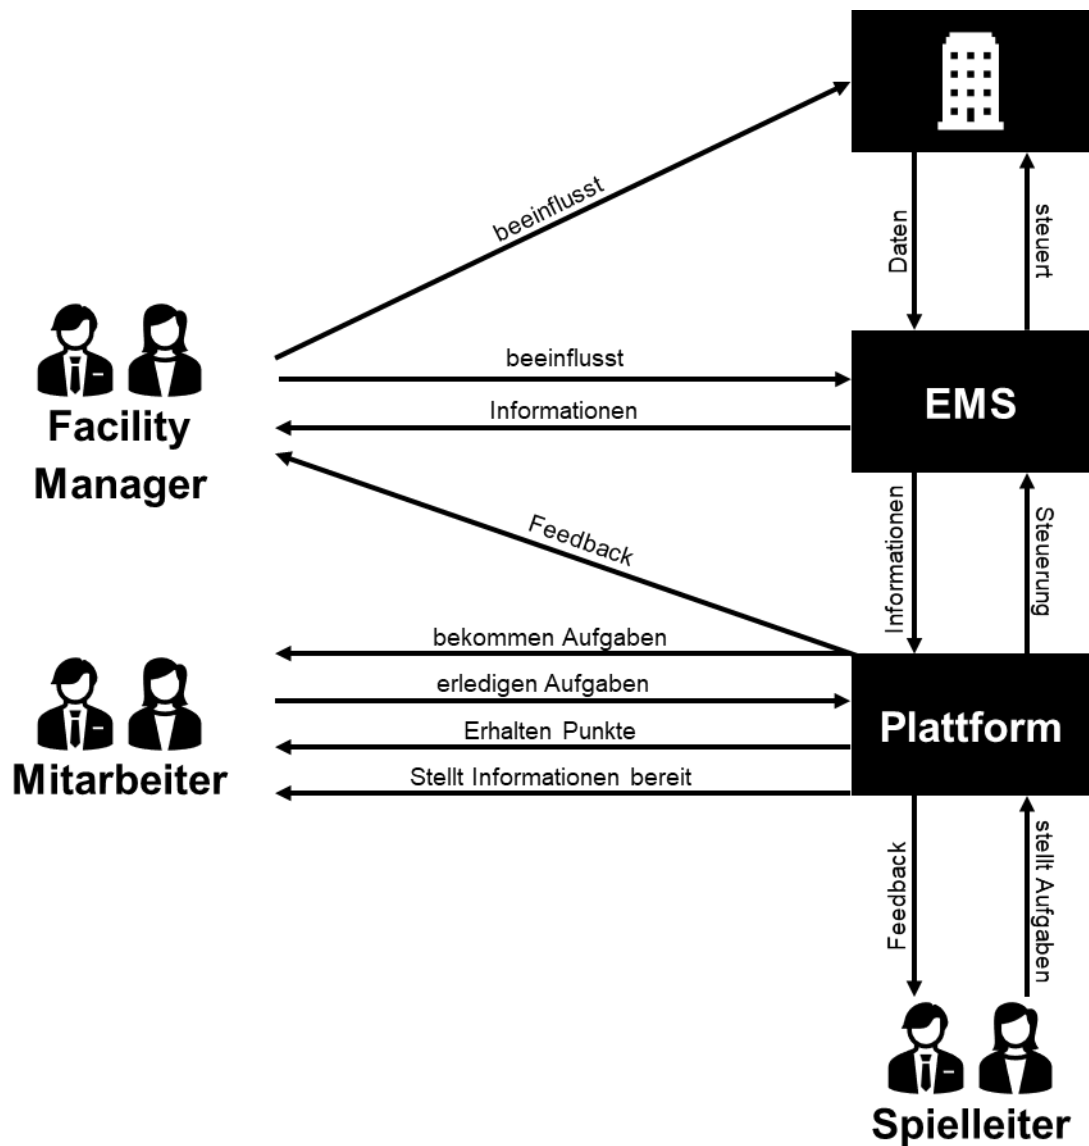 beeinflusst
Daten
steuert
beeinflusst
Informationen
EMS
Facility
Manager
Feedback
Informationen
Steuerung
bekommen Aufgaben
erledigen Aufgaben
Erhalten Punkte
Stellt Informationen bereit
Plattform
Mitarbeiter
Feedback
stellt Aufgaben
Spielleiter